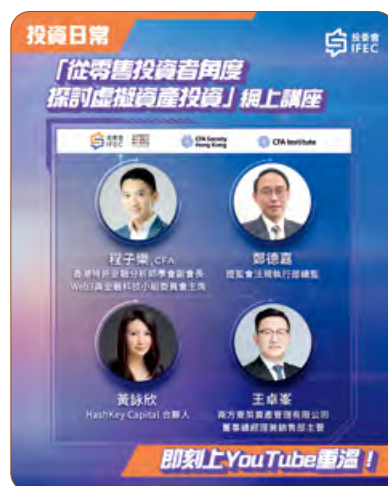 投資日常
投委會
IFEC
「從零售投資者角度
探討虛擬資產投資」網上講座
投委會
IFEC
CFA Society
Hong Kong
CFA Institute
程子樂, CFA
香港特許金融分析師學會副會長
Web3與金融科技小組委員會主席
鄭德嘉
證監會法規執行部總監
黃詠欣
HashKey Capital 合夥人
王卓峯
南方東英資產管理有限公司
董事總經理兼銷售部主管
即刻上YouTube重溫！